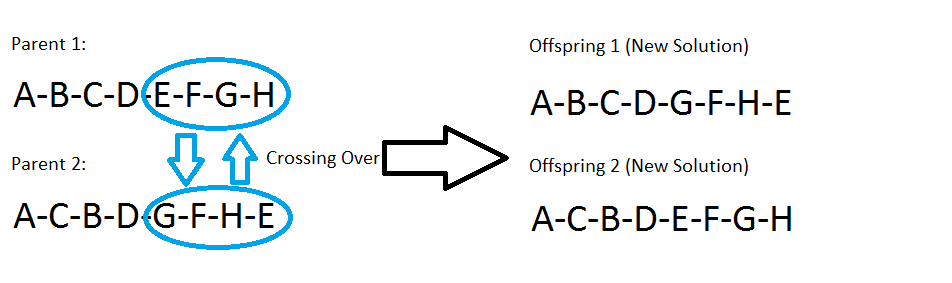 Parent 1:
A-B-C-D-E-F-G-H
Parent 2:
A-C-B-D-G-F-H-E
Crossing Over
Offspring 1 (New Solution)
A-B-C-D-G-F-H-E
Offspring 2 (New Solution)
A-C-B-D-E-F-G-H